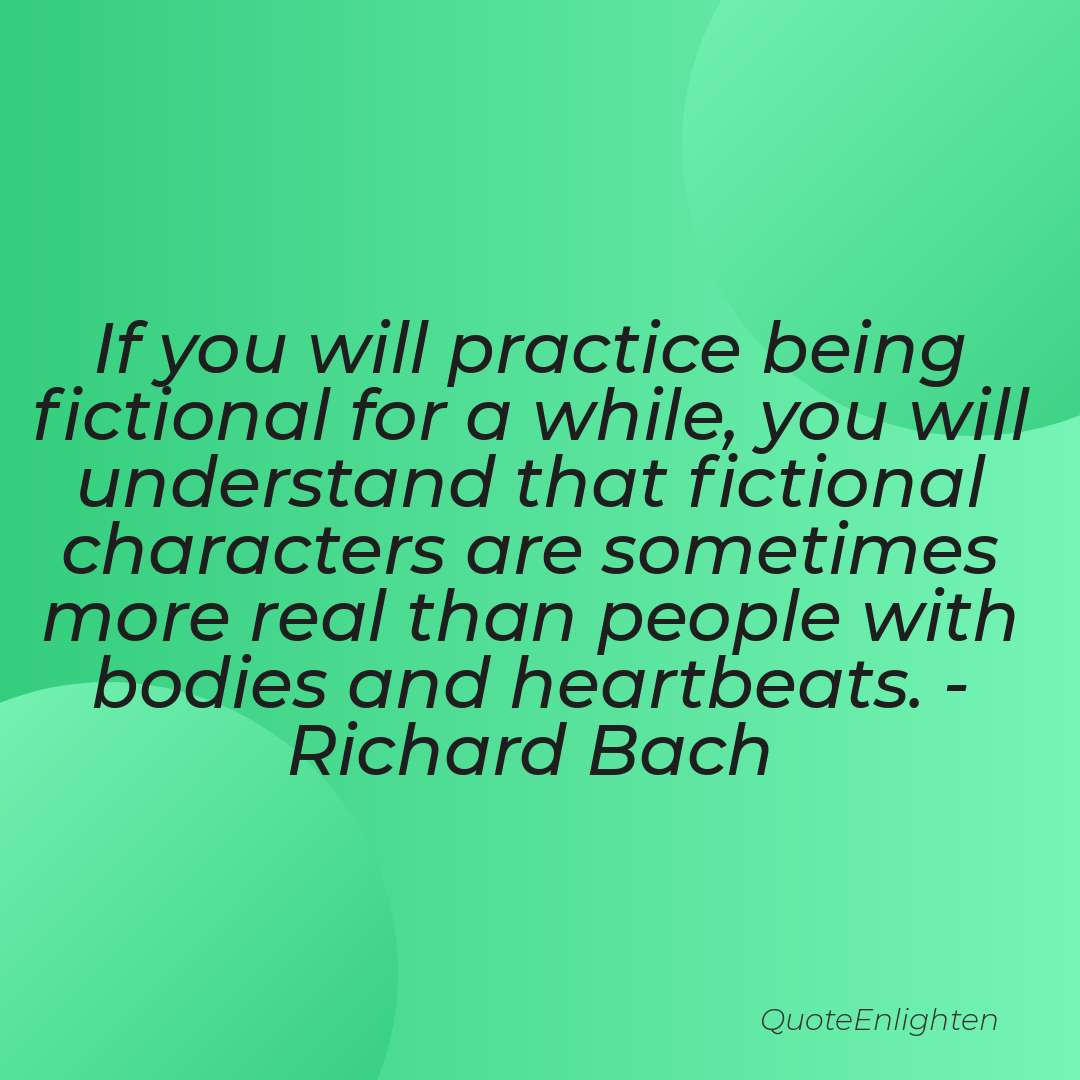 If you will practice being
fictional for a while, you will
understand that fictional
characters are sometimes
more real than people with
bodies and heartbeats. -
Richard Bach
QuoteEnlighten